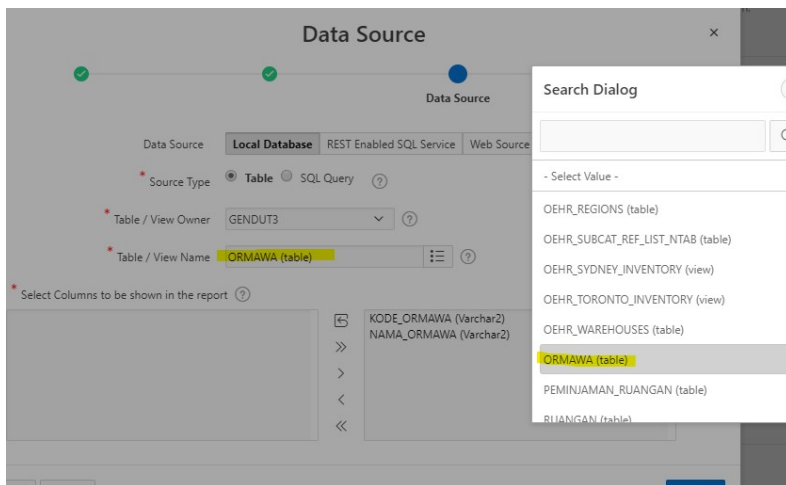 Data Source
Data Source
Data Source Local Database REST Enabled SQL Service Web Source
* Source Type Table SQL Query ?
* Table / View Owner GENDUT3 ?
* Table / View Name ORMAWA (table) ?
* Select Columns to be shown in the report ?
KODE_ORMAWA (Varchar2)
NAMA_ORMAWA (Varchar2)
Search Dialog
- Select Value -
OEHR_REGIONS (table)
OEHR_SUBCAT_REF_LIST_NTAB (table)
OEHR_SYDNEY_INVENTORY (view)
OEHR_TORONTO_INVENTORY (view)
OEHR_WAREHOUSES (table)
ORMAWA (table)
PEMINJAMAN_RUANGAN (table)
RUANGAN (table)